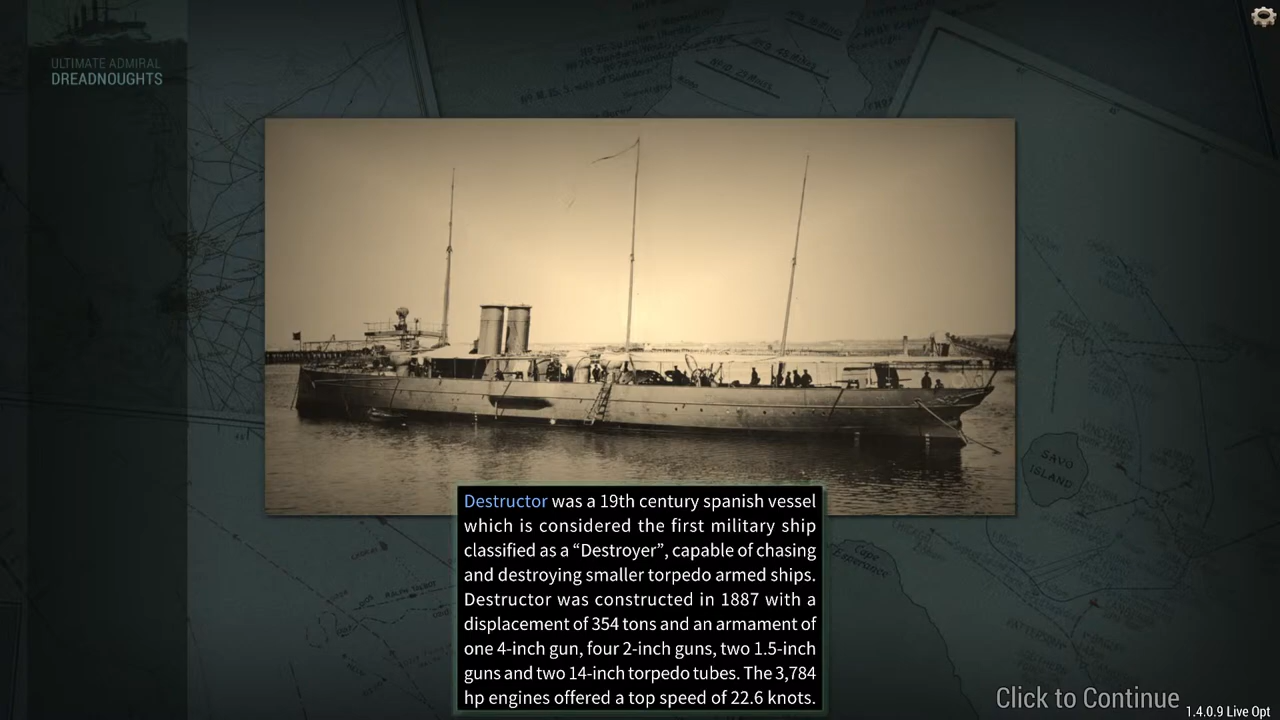 ULTIMATE ADMIRAL
DREADNOUGHTS
SAVO
ISLAND
Cape
Esperance
Destructor was a 19th century spanish vessel
which is considered the first military ship
classified as a “Destroyer”, capable of chasing
and destroying smaller torpedo armed ships.
Destructor was constructed in 1887 with a
displacement of 354 tons and an armament of
one 4-inch gun, four 2-inch guns, two 1.5-inch
guns and two 14-inch torpedo tubes. The 3,784
hp engines offered a top speed of 22.6 knots.
Click to Continue
1.4.0.9 Live Opt